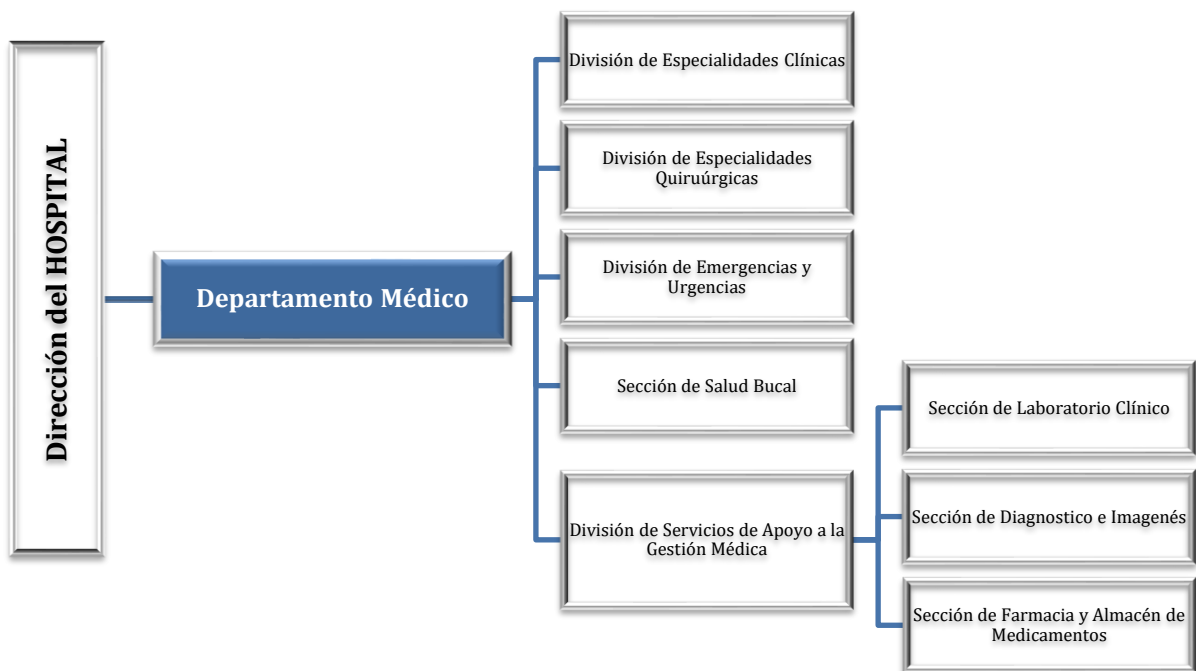 Dirección del HOSPITAL
Departamento Médico
División de Especialidades Clínicas
División de Especialidades
Quiruúrgicas
División de Emergencias y
Urgencias
Sección de Salud Bucal
División de Servicios de Apoyo a la
Gestión Médica
Sección de Laboratorio Clínico
Sección de Diagnostico e Imagenés
Sección de Farmacia y Almacén de
Medicamentos